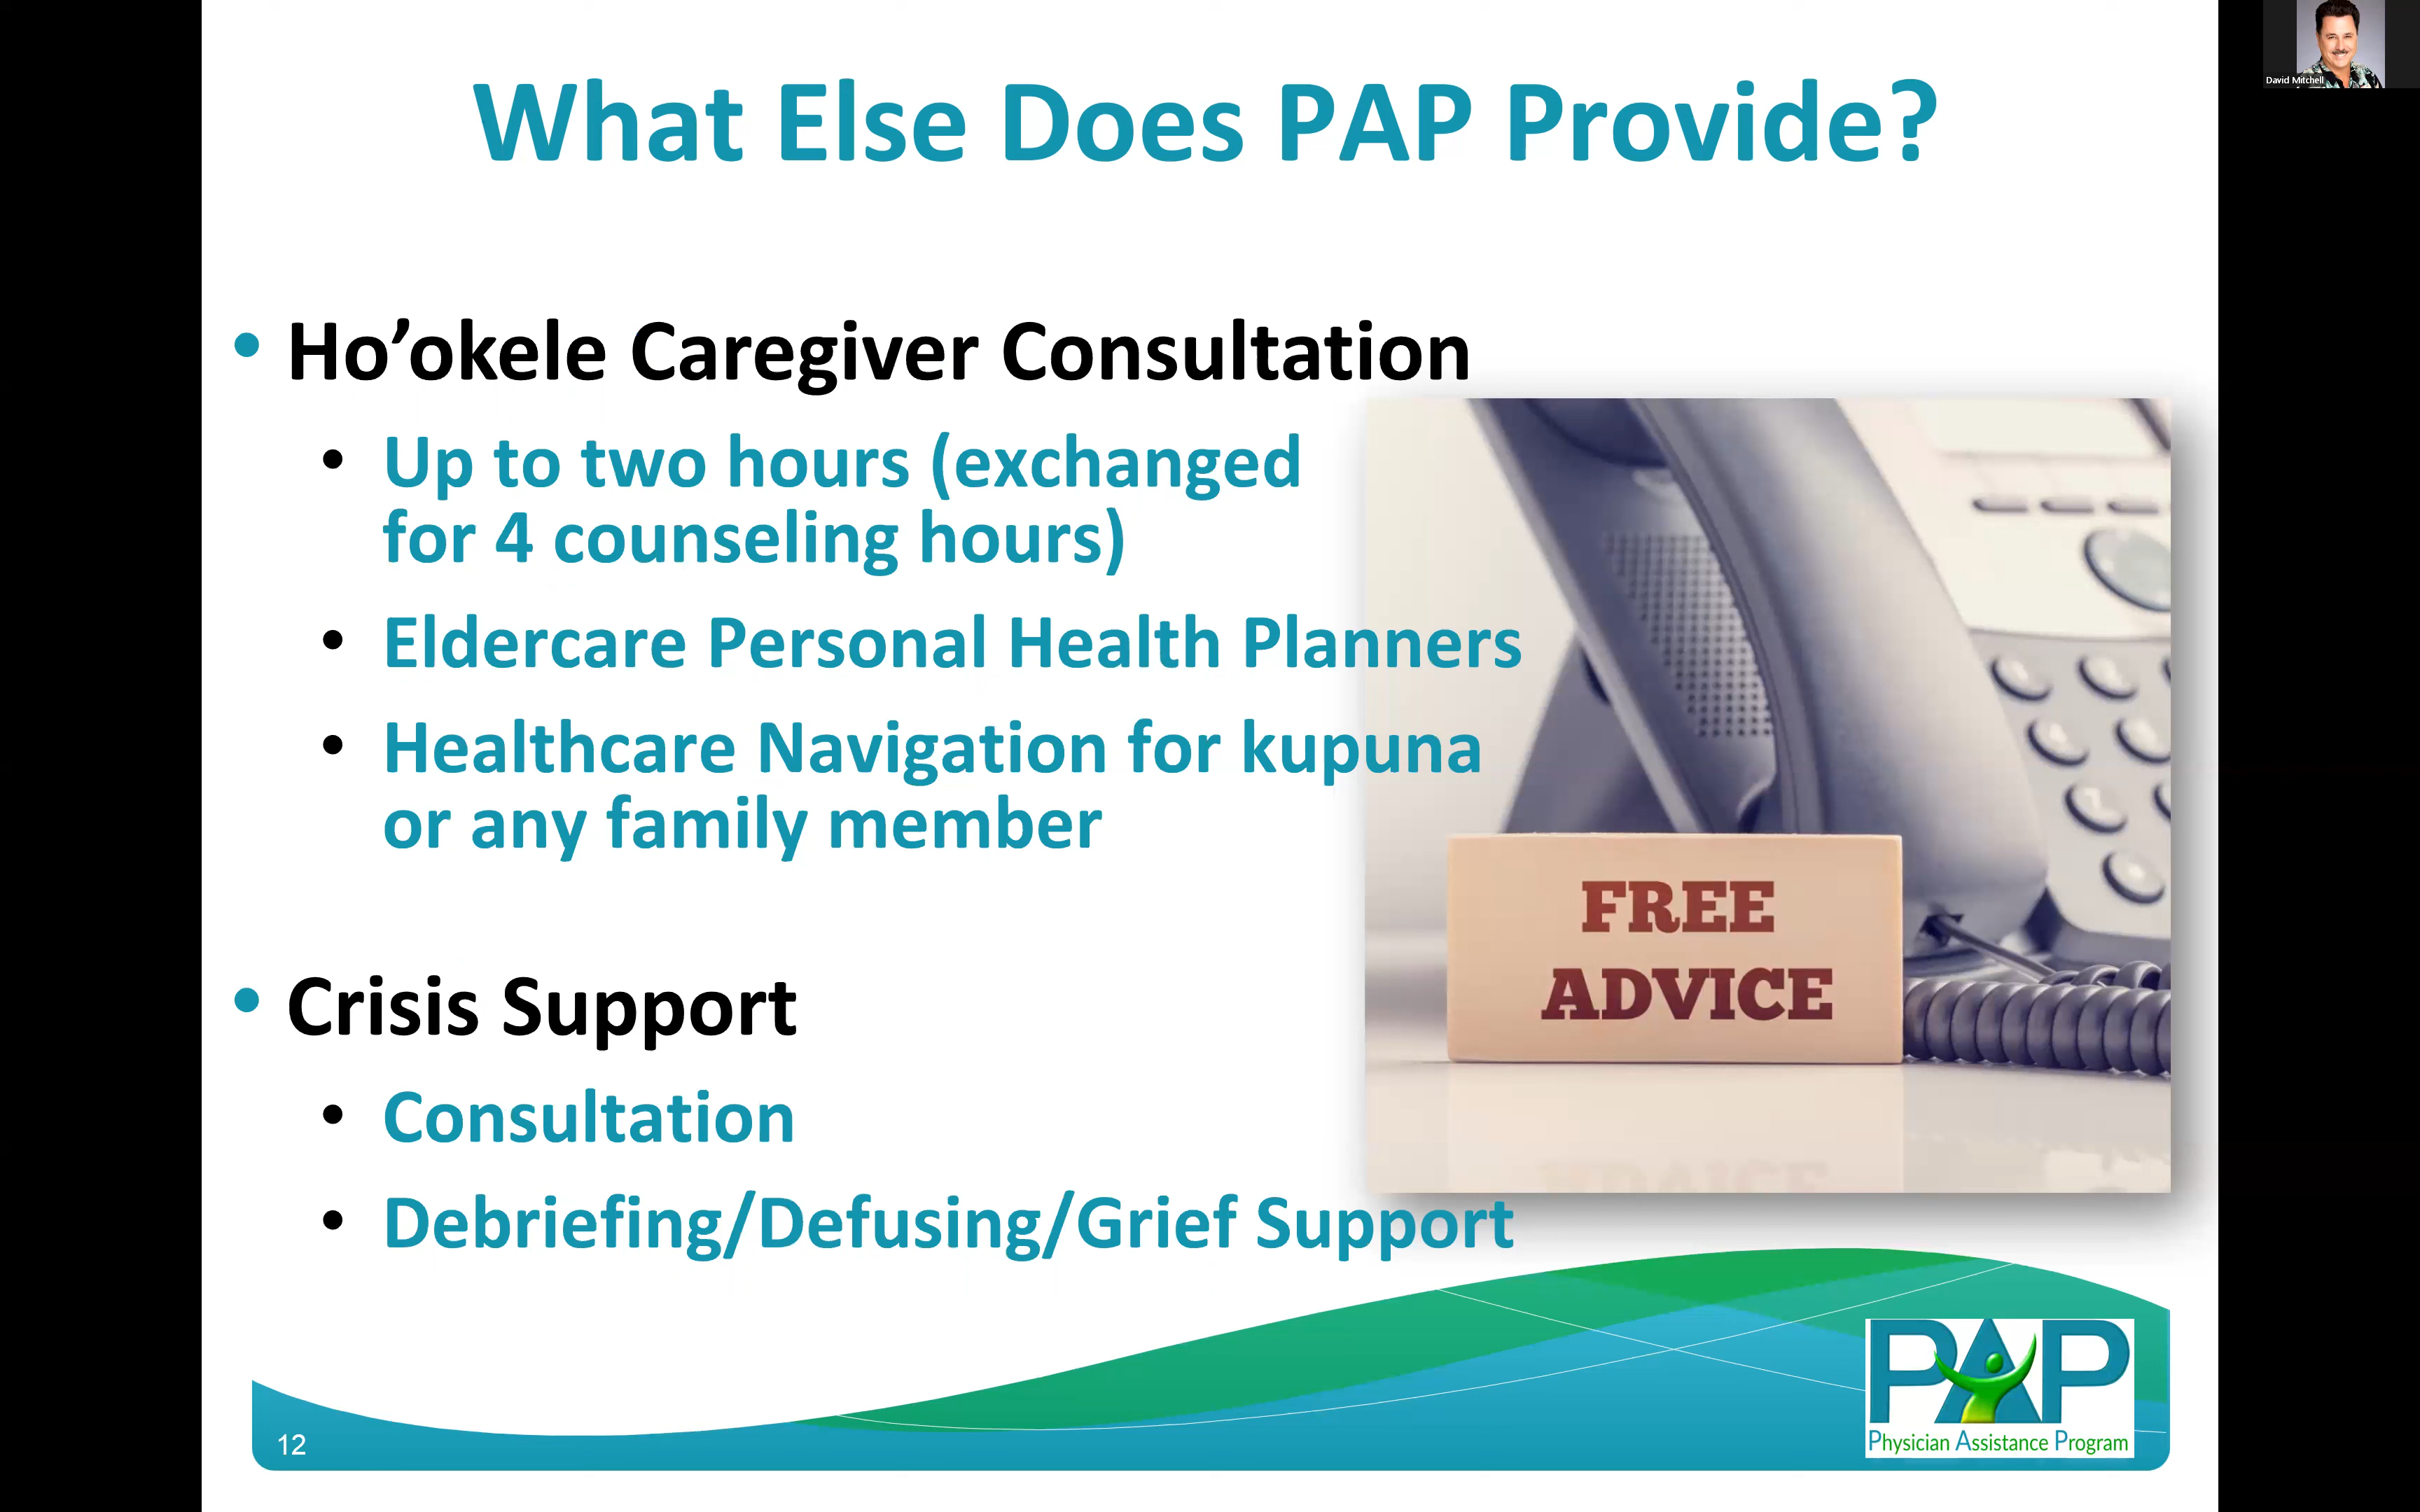 What Else Does PAP Provide?
David Mitchell
• Ho’okele Caregiver Consultation
• Up to two hours (exchanged
for 4 counseling hours)
• Eldercare Personal Health Planners
• Healthcare Navigation for kupuna
or any family member
FREE
ADVICE
• Crisis Support
• Consultation
• Debriefing/Defusing/Grief Support
12
PAP
Physician Assistance Program